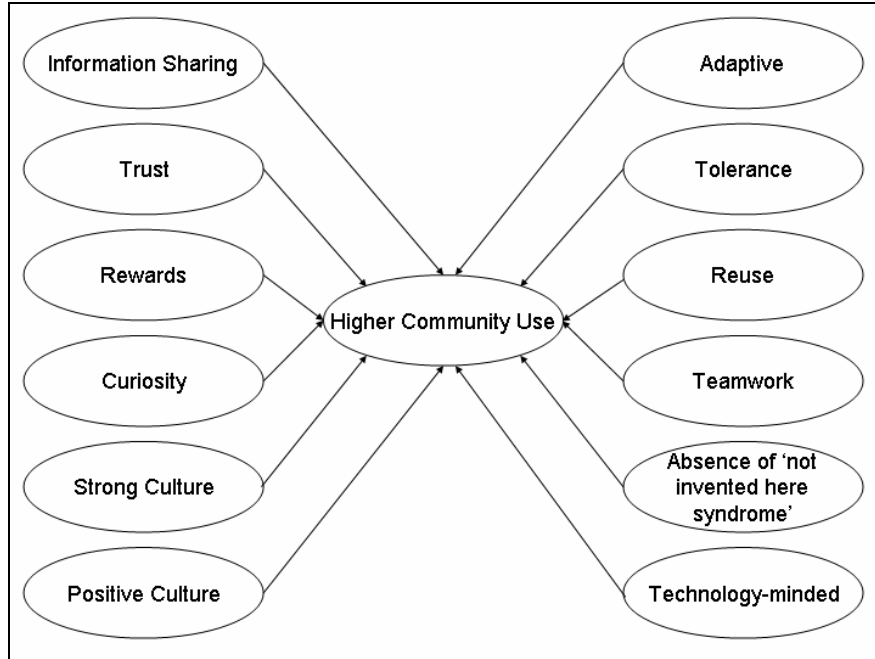 Information Sharing
Trust
Rewards
Curiosity
Strong Culture
Positive Culture
Higher Community Use
Adaptive
Tolerance
Reuse
Teamwork
Absence of ‘not
invented here
syndrome’
Technology-minded